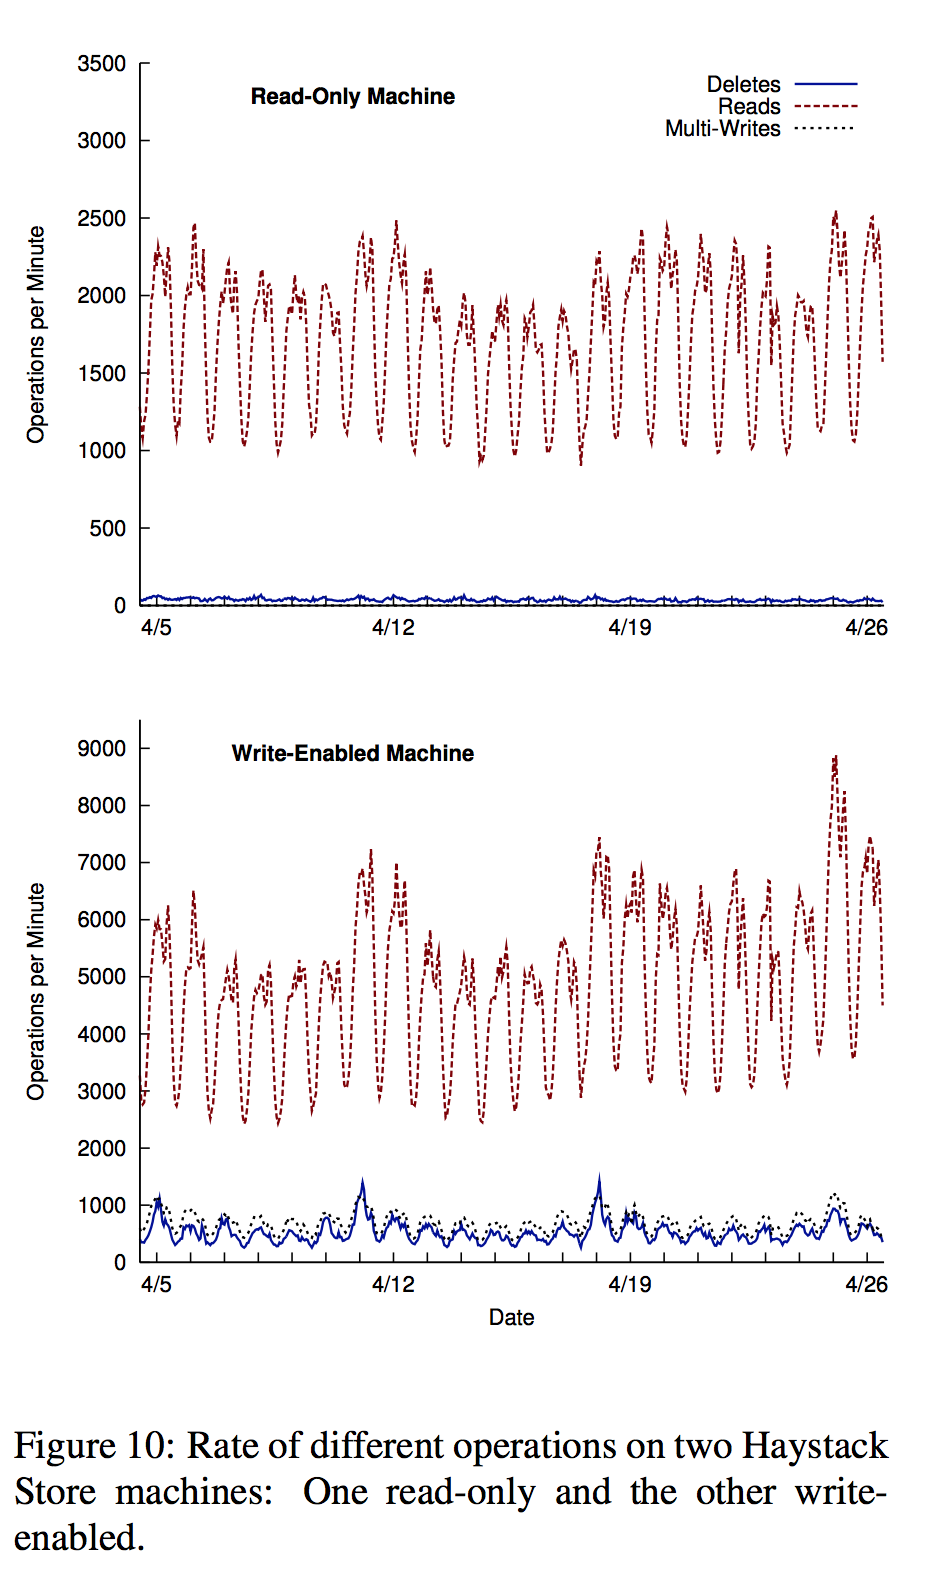 3500
Read-Only Machine
Deletes
Reads
Multi-Writes
3000
2500
2000
1500
1000
500
0
Operations per Minute
4/5 4/12 4/19 4/26
9000
Write-Enabled Machine
8000
7000
6000
5000
4000
3000
2000
1000
0
Operations per Minute
4/5 4/12 4/19 4/26
Date
Figure 10: Rate of different operations on two Haystack
Store machines: One read-only and the other write-
enabled.